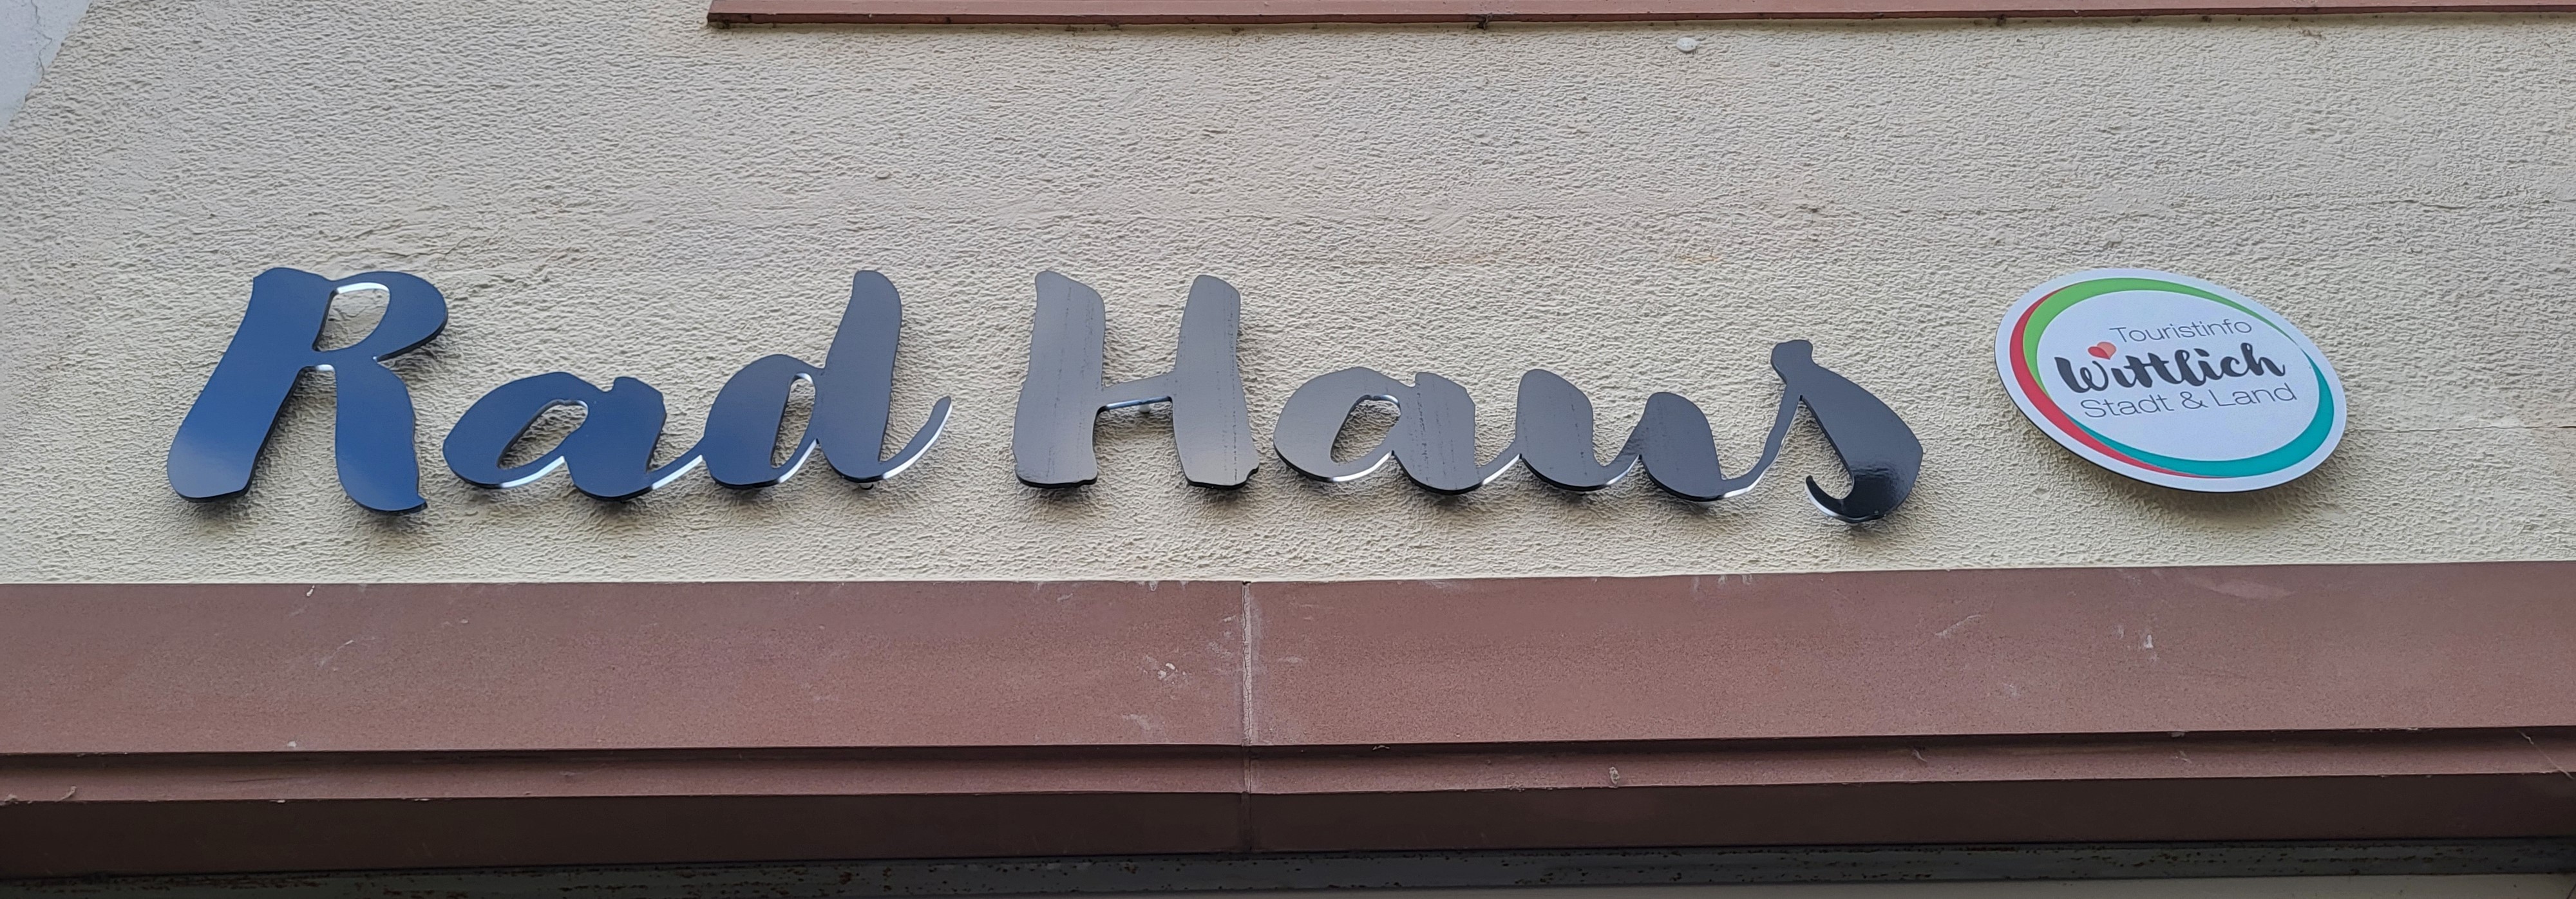 Rad Haus
Touristinfo
Wittlich
Stadt & Land